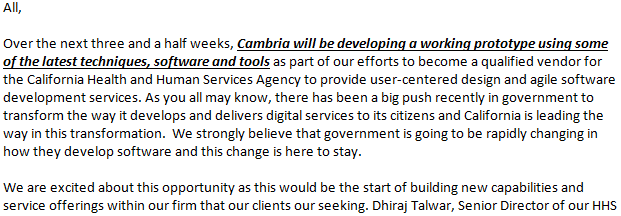 All,
Over the next three and a half weeks, Cambria will be developing a working prototype using some
of the latest techniques, software and tools as part of our efforts to become a qualified vendor for
the California Health and Human Services Agency to provide user-centered design and agile software
development services. As you all may know, there has been a big push recently in government to
transform the way it develops and delivers digital services to its citizens and California is leading the
way in this transformation.  We strongly believe that government is going to be rapidly changing in
how they develop software and this change is here to stay.
We are excited about this opportunity as this would be the start of building new capabilities and
service offerings within our firm that our clients our seeking. Dhiraj Talwar, Senior Director of our HHS